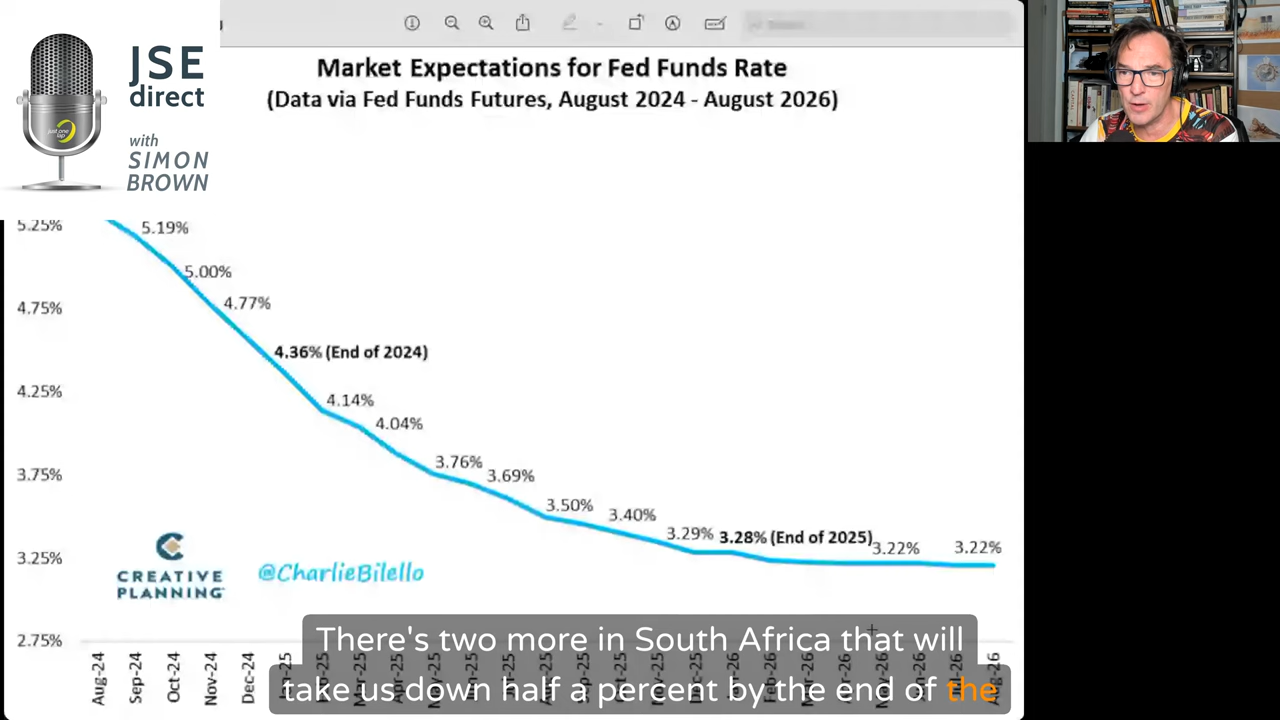 JSE
direct
with
SIMON
BROWN
just one
lap
Market Expectations for Fed Funds Rate
(Data via Fed Funds Futures, August 2024 - August 2026)
5.25%
4.75%
4.25%
3.75%
3.25%
2.75%
5.19%
5.00%
4.77%
4.36% (End of 2024)
4.14%
4.04%
3.76%
3.69%
3.50%
3.40%
3.29%
3.28% (End of 2025)
3.22%
3.22%
CREATIVE
PLANNING
@CharlieBilello
Aug-24
Sep-24
Oct-24
Nov-24
Dec-24
There's two more in South Africa that will
take us down half a percent by the end of the